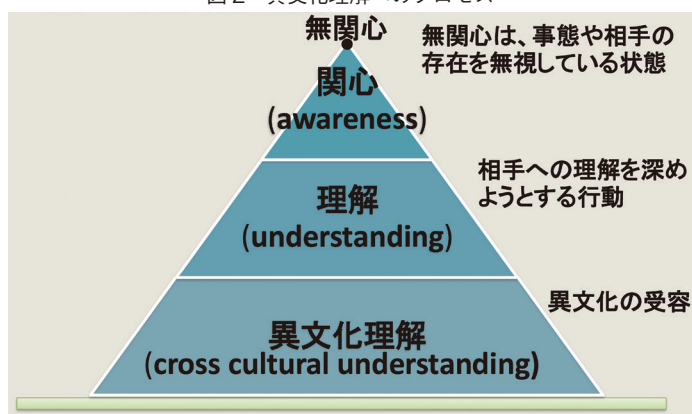 無関心
無関心は、事態や相手の
存在を無視している状態
関心
(awareness)
相手への理解を深め
ようとする行動
理解
(understanding)
異文化の受容
異文化理解
(cross cultural understanding)